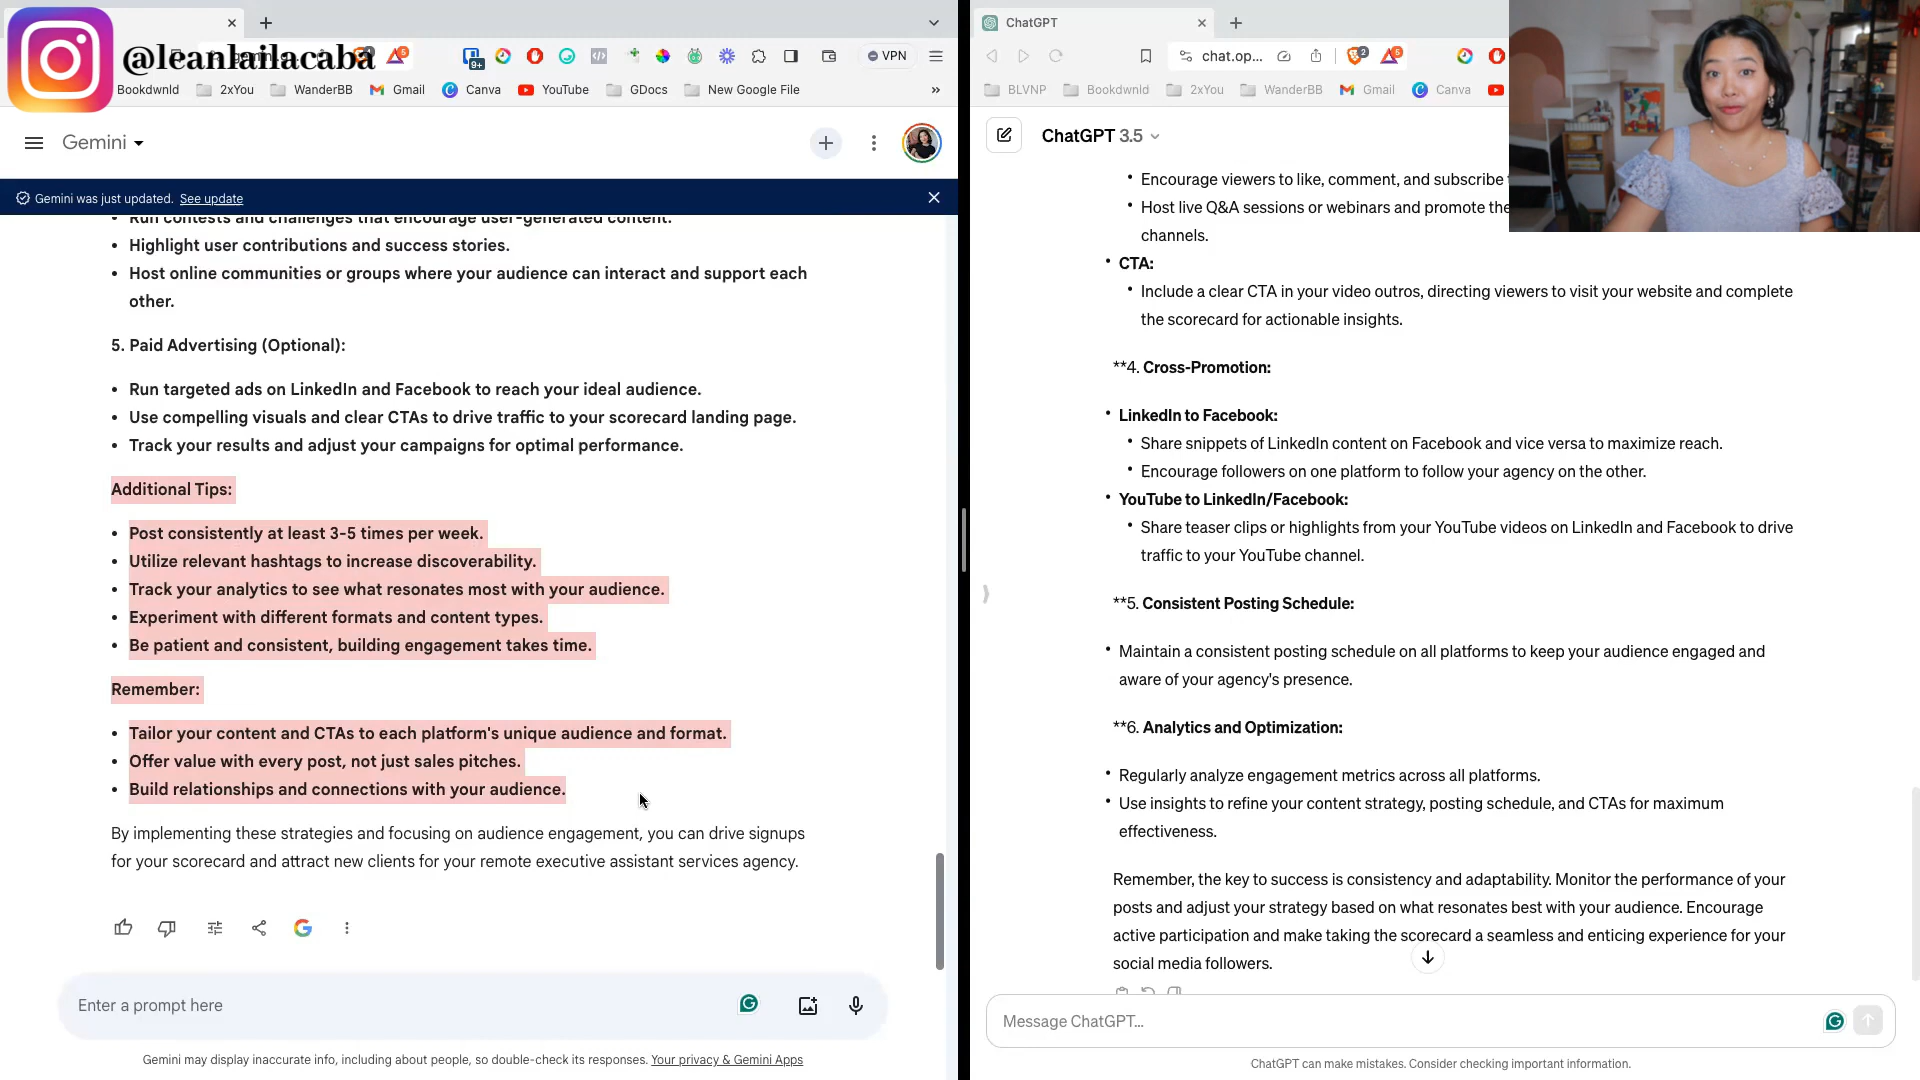 @leanhailacaba
9+
5
VPN
Bookdwnld
2xYou
WanderBB
Gmail
Canva
YouTube
GDocs
New Google File
»
Gemini
Gemini was just updated. See update
• Run contests and challenges that encourage user-generated content.
• Highlight user contributions and success stories.
• Host online communities or groups where your audience can interact and support each
other.
5. Paid Advertising (Optional):
• Run targeted ads on LinkedIn and Facebook to reach your ideal audience.
• Use compelling visuals and clear CTAs to drive traffic to your scorecard landing page.
• Track your results and adjust your campaigns for optimal performance.
Additional Tips:
• Post consistently at least 3-5 times per week.
• Utilize relevant hashtags to increase discoverability.
• Track your analytics to see what resonates most with your audience.
• Experiment with different formats and content types.
• Be patient and consistent, building engagement takes time.
Remember:
• Tailor your content and CTAs to each platform's unique audience and format.
• Offer value with every post, not just sales pitches.
• Build relationships and connections with your audience.
By implementing these strategies and focusing on audience engagement, you can drive signups
for your scorecard and attract new clients for your remote executive assistant services agency.
Enter a prompt here
Gemini may display inaccurate info, including about people, so double-check its responses. Your privacy & Gemini Apps
ChatGPT
chat.op...
2
5
BLVNP
Bookdwnld
2xYou
WanderBB
Gmail
Canva
ChatGPT 3.5
• Encourage viewers to like, comment, and subscribe
• Host live Q&A sessions or webinars and promote the
channels.
• CTA:
• Include a clear CTA in your video outros, directing viewers to visit your website and complete
the scorecard for actionable insights.
**4. Cross-Promotion:
• LinkedIn to Facebook:
• Share snippets of LinkedIn content on Facebook and vice versa to maximize reach.
• Encourage followers on one platform to follow your agency on the other.
• YouTube to LinkedIn/Facebook:
• Share teaser clips or highlights from your YouTube videos on LinkedIn and Facebook to drive
traffic to your YouTube channel.
**5. Consistent Posting Schedule:
• Maintain a consistent posting schedule on all platforms to keep your audience engaged and
aware of your agency's presence.
**6. Analytics and Optimization:
• Regularly analyze engagement metrics across all platforms.
• Use insights to refine your content strategy, posting schedule, and CTAs for maximum
effectiveness.
Remember, the key to success is consistency and adaptability. Monitor the performance of your
posts and adjust your strategy based on what resonates best with your audience. Encourage
active participation and make taking the scorecard a seamless and enticing experience for your
social media followers.
Message ChatGPT...
ChatGPT can make mistakes. Consider checking important information.